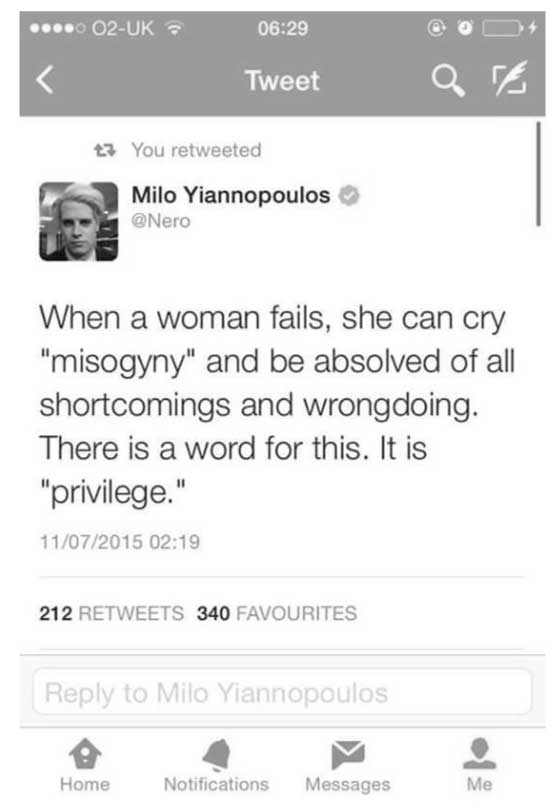 O2-UK 06:29
Tweet
You retweeted
Milo Yiannopoulos
@Nero
When a woman fails, she can cry
"misogyny" and be absolved of all
shortcomings and wrongdoing.
There is a word for this. It is
"privilege."
11/07/2015 02:19
212 RETWEETS 340 FAVOURITES
Reply to Milo Yiannopoulos
Home Notifications Messages Me